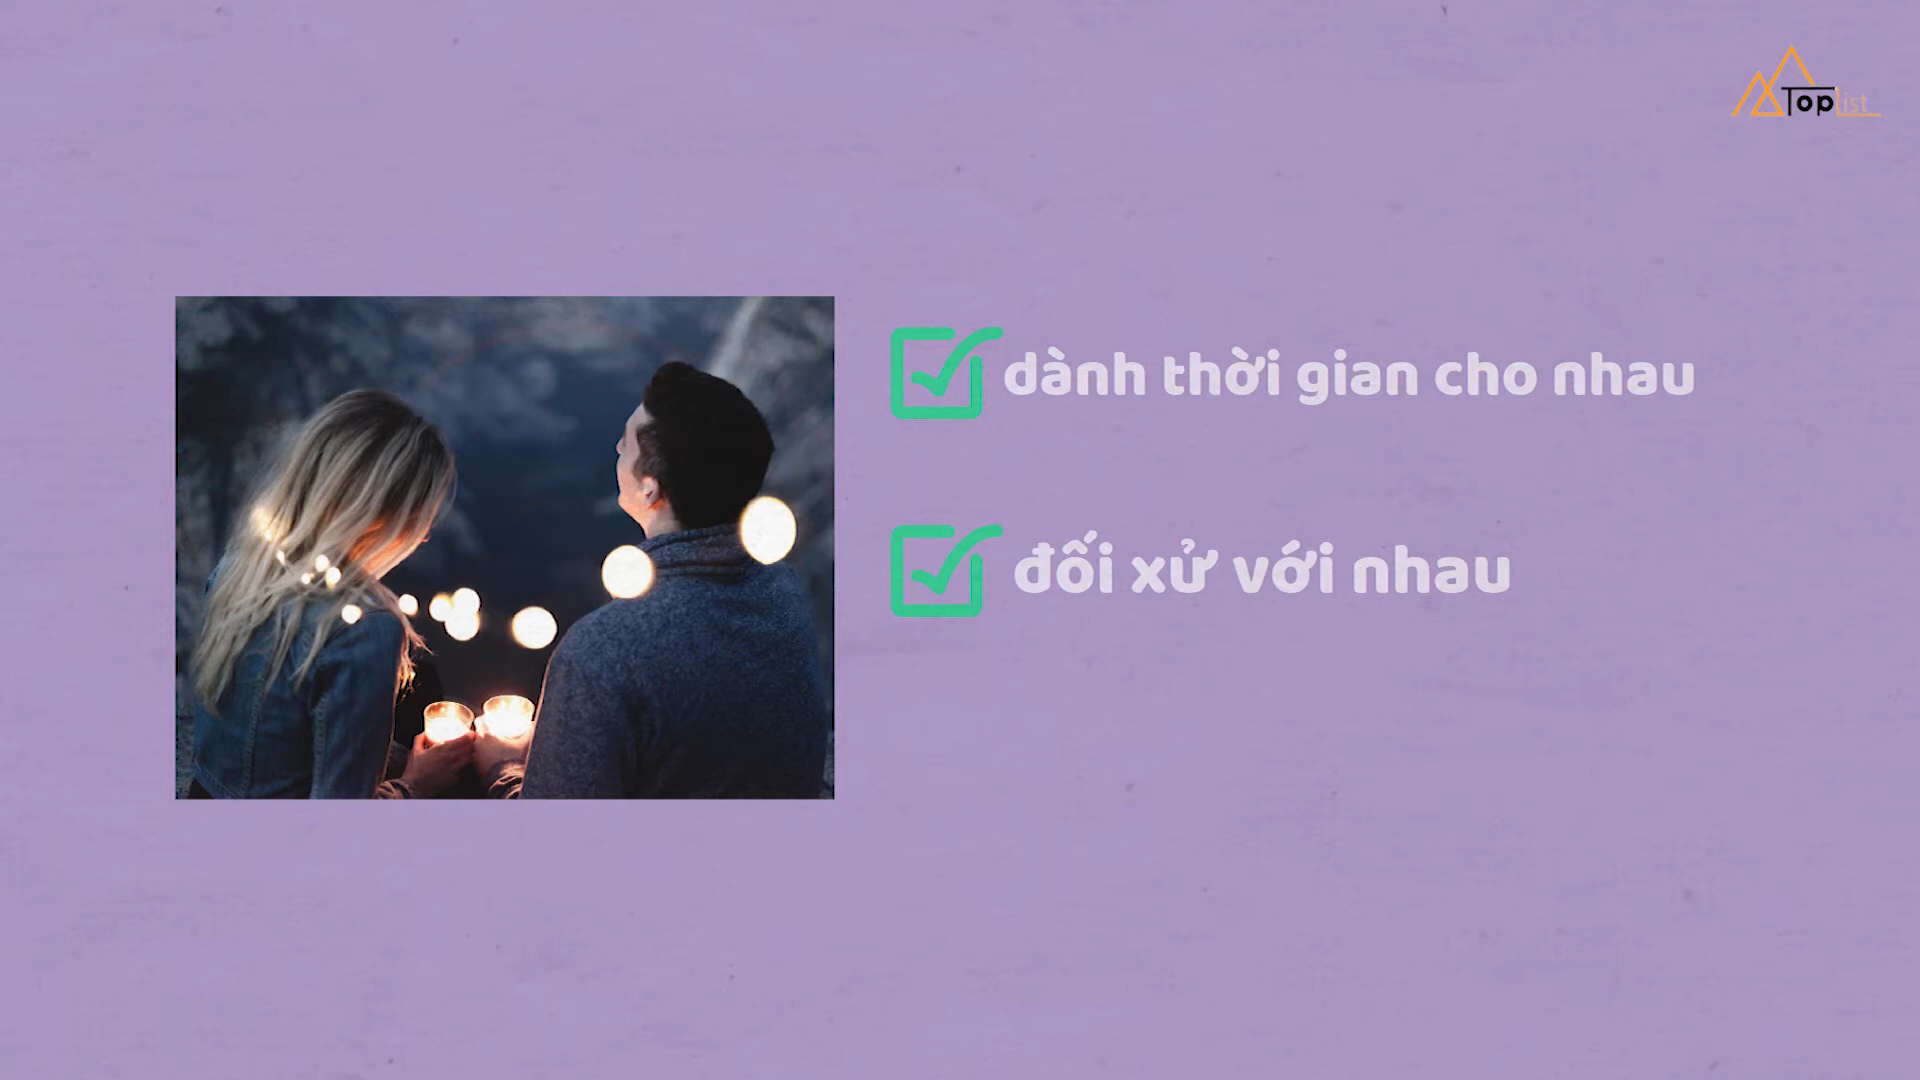 TopList
dành thời gian cho nhau
đối xử với nhau